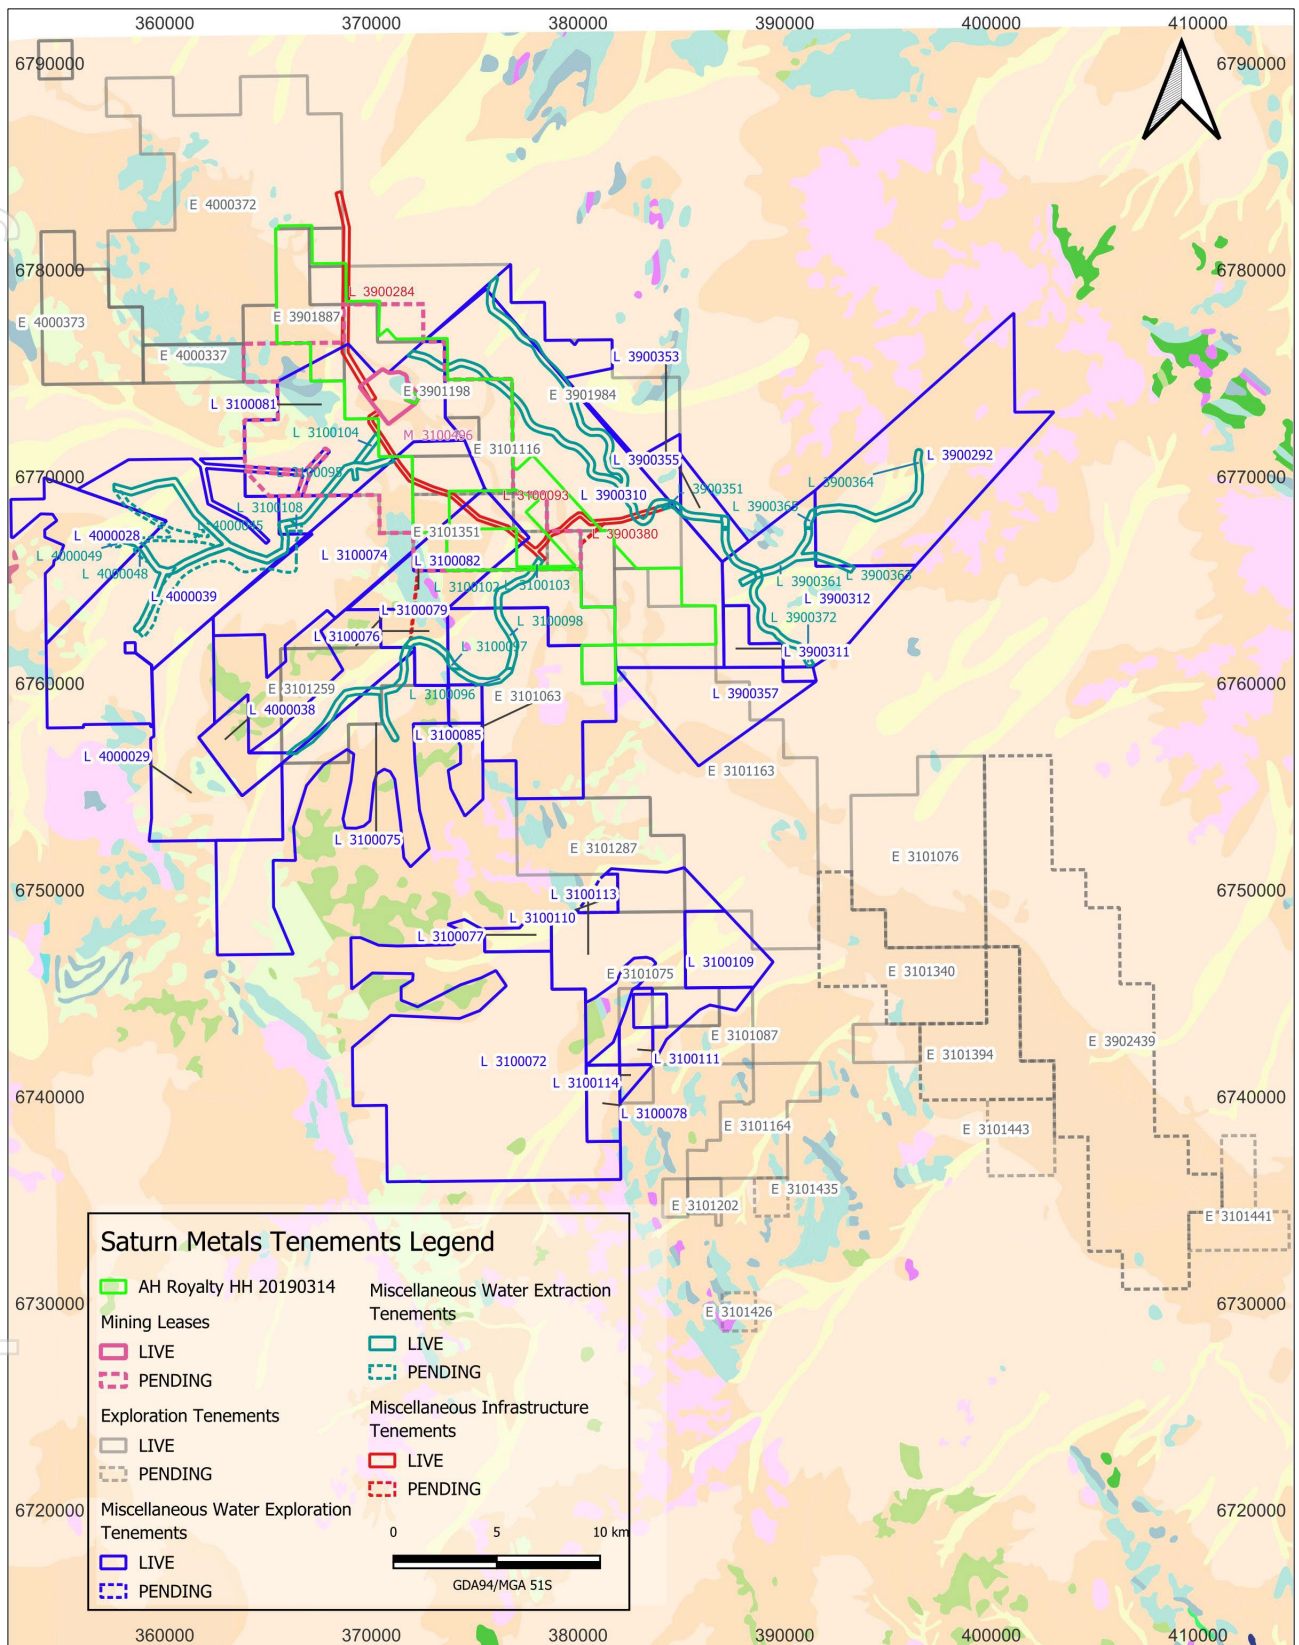 360000 370000 380000 390000 400000 410000
6790000 6790000
E 4000372
6780000 6780000
L 3900284
E 3901887
E 4000373
E 4000337
L 3900353
E 3901198
E 3901984
L 3100081
L 3100104
M 3100496
E 3101116
L 3900355
L 3900292
6770000 6770000
L 3100095
L 3900364
L 3900351
L 3100093
L 3900310
L 3900365
L 3100108
L 4000045
L 4000028
E 3101351
L 3900380
L 4000049
L 3100074
L 3100082
L 4000048
L 3100102
L 3100103
L 3900361
L 3900363
L 4000039
L 3900312
L 3100079
L 3100098
L 3900372
L 3100076
L 3100097
L 3900311
6760000 6760000
E 3101259
L 3100096
E 3101063
L 3900357
L 4000038
L 3100085
L 4000029
E 3101163
L 3100075
E 3101287
E 3101076
6750000 6750000
L 3100113
L 3100110
L 3100077
L 3100109
E 3101075
E 3101340
E 3101087
E 3902439
L 3100072
L 3100111
E 3101394
L 3100114
6740000 6740000
L 3100078
E 3101164
E 3101443
E 3101435
E 3101202
E 3101441
Saturn Metals Tenements Legend
AH Royalty HH 20190314
Mining Leases
LIVE
PENDING
Exploration Tenements
LIVE
PENDING
Miscellaneous Water Exploration
Tenements
LIVE
PENDING
Miscellaneous Water Extraction
Tenements
LIVE
PENDING
Miscellaneous Infrastructure
Tenements
LIVE
PENDING
0 5 10 km
GDA94/MGA 51S
6730000 6730000
E 3101426
6720000 6720000
6710000 6710000
360000 370000 380000 390000 400000 410000